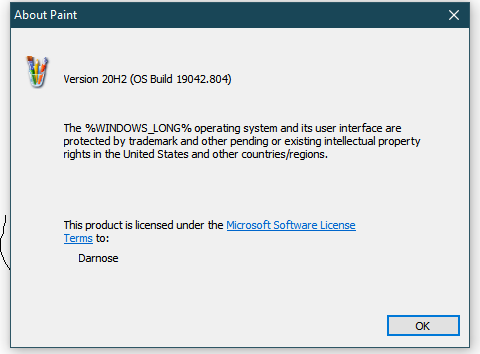 About Paint
Version 20H2 (OS Build 19042.804)
The %WINDOWS_LONG% operating system and its user interface are
protected by trademark and other pending or existing intellectual property
rights in the United States and other countries/regions.
This product is licensed under the Microsoft Software License
Terms to:
Darnose
OK